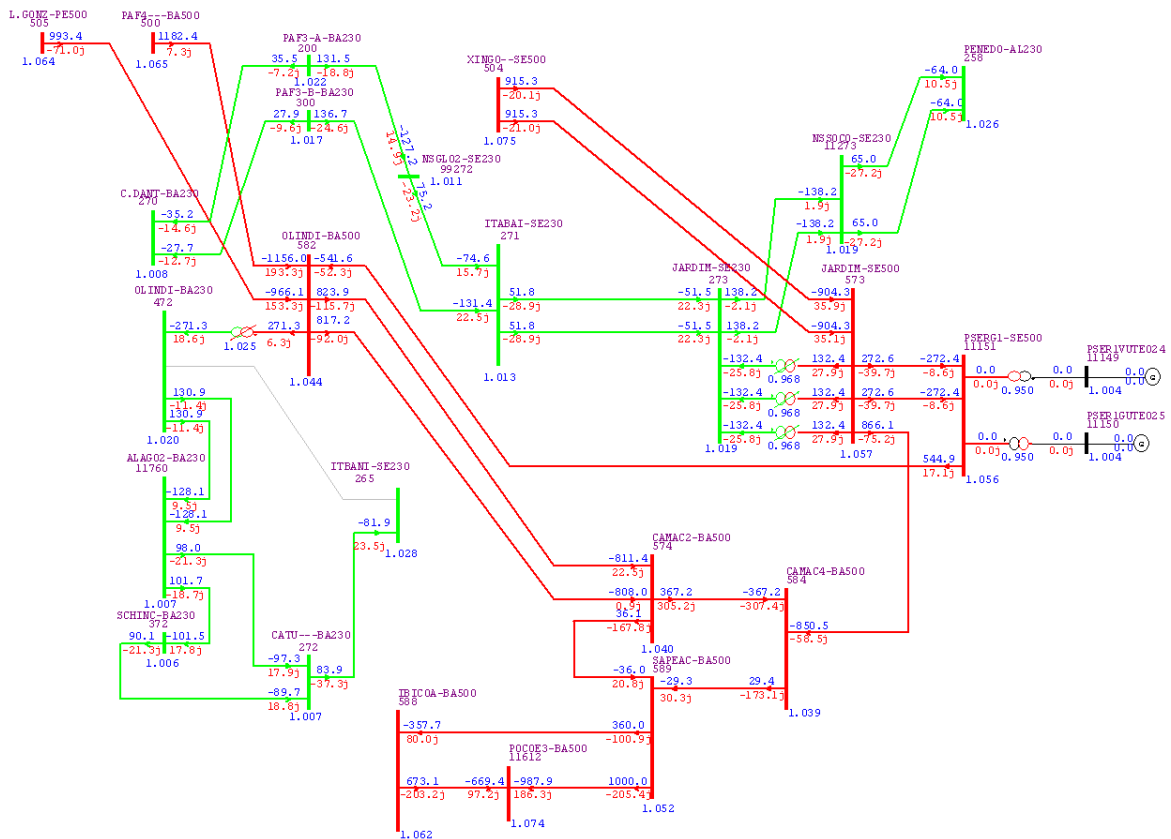 L.GONZ-PE500
505
993.4
-71.0j
1.064
PAF4---BA500
500
1182.4
7.3j
1.065
PAF3-A-BA230
200
35.5
131.5
-7.2j
-18.8j
1.022
PAF3-B-BA230
300
27.9
136.7
-9.6j
-24.6j
1.017
XINGO--SE500
504
915.3
-20.1j
915.3
-21.0j
1.075
PENEDO-AL230
258
-64.0
10.5j
-64.0
10.5j
1.026
-127.2
14.9j
NSGLO2-SE230
99272
1.011
75.2
-23.2j
NSSOCO-SE230
11273
65.0
-27.2j
-138.2
1.9j
-138.2
1.9j
65.0
-27.2j
1.019
C.DANT-BA230
270
-35.2
-14.6j
-27.7
-12.7j
1.008
OLINDI-BA500
582
-1156.0
-541.6
193.3j
-52.3j
-966.1
823.9
153.3j
-115.7j
271.3
817.2
6.3j
-92.0j
1.044
ITABAI-SE230
271
-74.6
15.7j
-131.4
22.5j
51.8
-28.9j
51.8
-28.9j
1.013
JARDIM-SE230
273
-51.5
138.2
22.3j
-2.1j
-51.5
138.2
22.3j
-2.1j
-132.4
-25.8j
0.968
-132.4
-25.8j
0.968
-132.4
-25.8j
0.968
1.019
JARDIM-SE500
573
-904.3
35.9j
-904.3
35.1j
132.4
272.6
27.9j
-39.7j
132.4
272.6
27.9j
-39.7j
132.4
866.1
27.9j
-75.2j
1.057
OLINDI-BA230
472
-271.3
18.6j
1.025
130.9
-11.4j
130.9
-11.4j
1.020
PSERG1-SE500
11151
-272.4
-8.6j
-272.4
-8.6j
0.0
0.0j
0.950
0.0
0.0j
0.0
0.0j
0.950
0.0
0.0j
544.9
17.1j
1.056
PSER1VUTE024
11149
0.0
0.0
1.004
PSER1GUTE025
11150
0.0
0.0
1.004
ALAGO2-BA230
11760
-128.1
9.5j
-128.1
9.5j
98.0
-21.3j
101.7
-18.7j
1.007
ITBANI-SE230
265
-81.9
23.5j
1.028
SCHINC-BA230
372
90.1
-101.5
-21.3j
17.8j
1.006
CATU---BA230
272
-97.3
17.9j
83.9
-37.3j
-89.7
18.8j
1.007
CAMAC2-BA500
574
-811.4
22.5j
-808.0
367.2
0.9j
305.2j
36.1
-167.8j
1.040
CAMAC4-BA500
584
-367.2
-307.4j
-850.5
-58.5j
29.4
-173.1j
1.039
SAPEAC-BA500
589
-36.0
20.8j
-29.3
30.3j
360.0
-100.9j
1000.0
-205.4j
1.052
IBICOA-BA500
588
-357.7
80.0j
673.1
-203.2j
1.062
POCOE3-BA500
11612
-669.4
-987.9
97.2j
186.3j
1.074